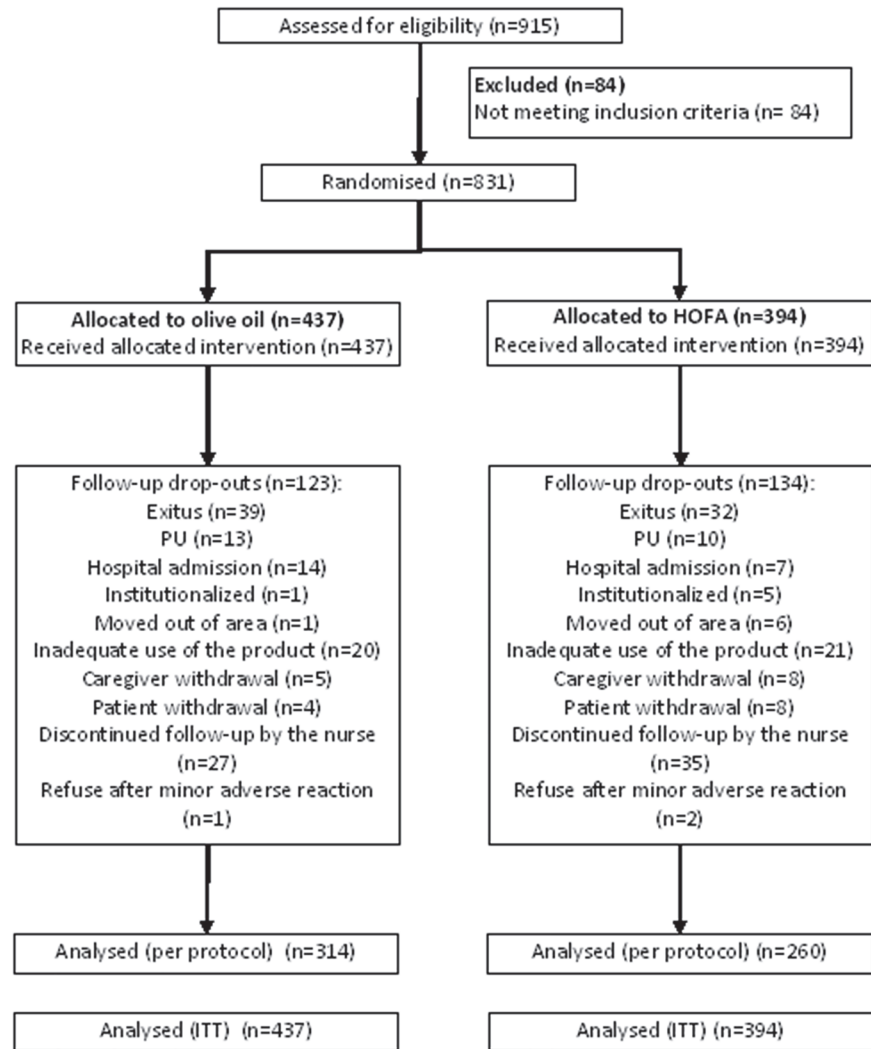 Assessed for eligibility (n=915)
Excluded (n=84)
Not meeting inclusion criteria (n= 84)
Randomised (n=831)
Allocated to olive oil (n=437)
Received allocated intervention (n=437)
Allocated to HOFA (n=394)
Received allocated intervention (n=394)
Follow-up drop-outs (n=123):
Exitus (n=39)
PU (n=13)
Hospital admission (n=14)
Institutionalized (n=1)
Moved out of area (n=1)
Inadequate use of the product (n=20)
Caregiver withdrawal (n=5)
Patient withdrawal (n=4)
Discontinued follow-up by the nurse
(n=27)
Refuse after minor adverse reaction
(n=1)
Follow-up drop-outs (n=134):
Exitus (n=32)
PU (n=10)
Hospital admission (n=7)
Institutionalized (n=5)
Moved out of area (n=6)
Inadequate use of the product (n=21)
Caregiver withdrawal (n=8)
Patient withdrawal (n=8)
Discontinued follow-up by the nurse
(n=35)
Refuse after minor adverse reaction
(n=2)
Analysed (per protocol) (n=314)
Analysed (per protocol) (n=260)
Analysed (ITT) (n=437)
Analysed (ITT) (n=394)